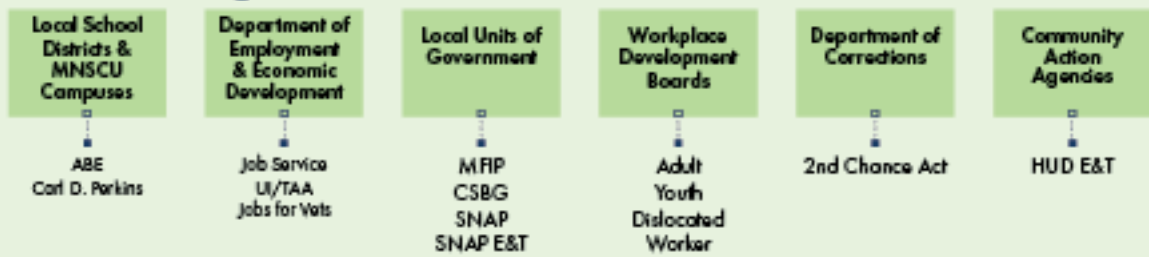 Local School
Districts &
MNSCU
Campuses
ABE
Carl D. Perkins
Department of
Employment
& Economic
Development
Job Service
UI/TAA
Jobs for Vets
Local Units of
Government
MFIP
CSBG
SNAP
SNAP E&T
Workplace
Development
Boards
Adult
Youth
Dislocated
Worker
Department of
Corrections
2nd Chance Act
Community
Action
Agencies
HUD E&T